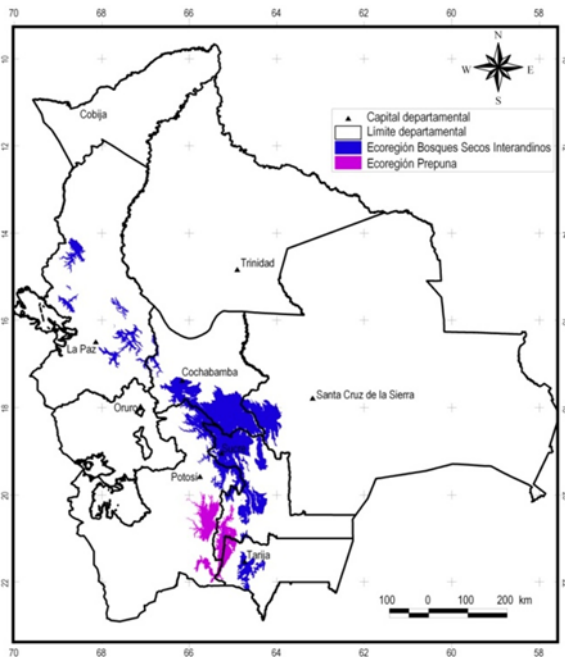 70 68 66 64 62 60 58
N
W E
S
10
Cobija
Capital departamental
Límite departamental
Ecoregión Bosques Secos Interandinos
Ecoregión Prepuna
12
14
Trinidad
16
La Paz
Cochabamba
Santa Cruz de la Sierra
18
Oruro
Potosí
20
Tarija
22
100 0 100 200 km
70 68 66 64 62 60 58